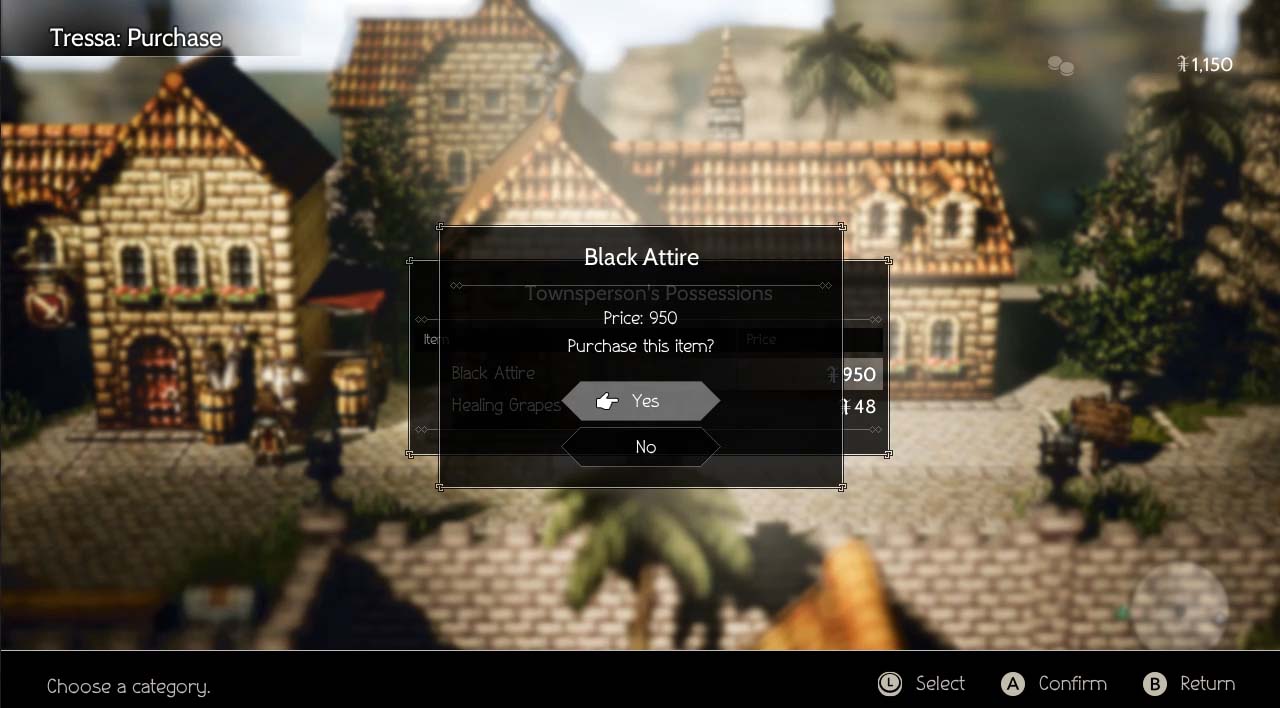 Tressa: Purchase
1,150
Black Attire
Townsperson's Possessions
Price: 950
Item Price
Purchase this item?
Black Attire 950
Yes
Healing Grapes 48
No
Choose a category.
L Select A Confirm B Return